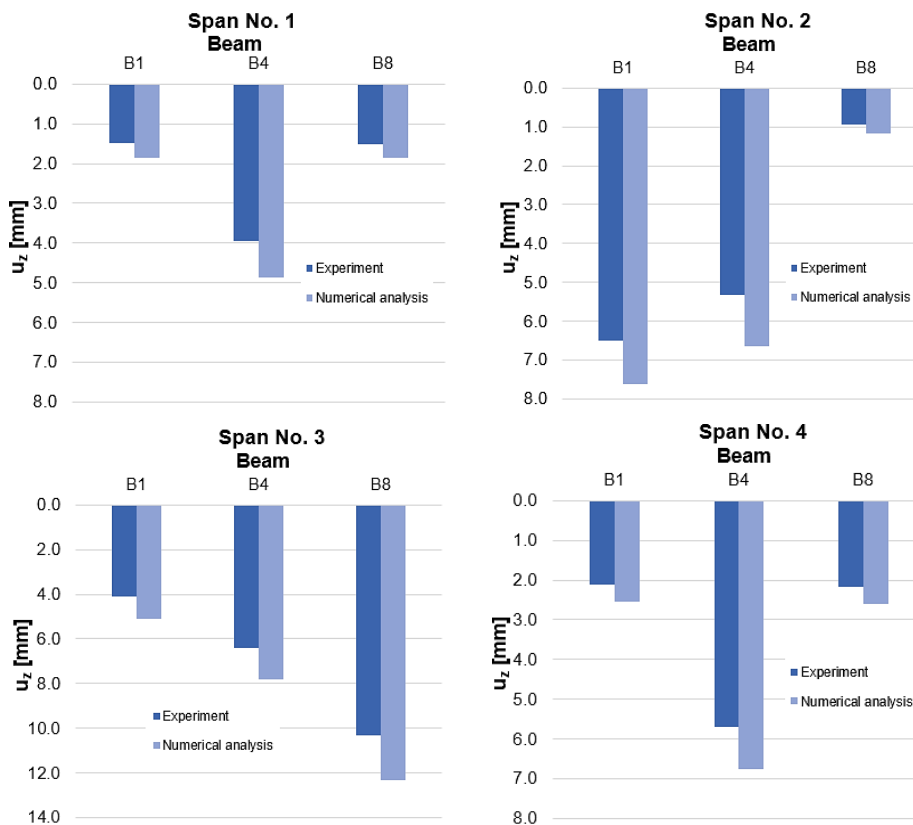 Span No. 1
Beam
B1 B4 B8
0.0
1.0
2.0
3.0
4.0
5.0
6.0
7.0
8.0
uz [mm]
Experiment
Numerical analysis
Span No. 2
Beam
B1 B4 B8
0.0
1.0
2.0
3.0
4.0
5.0
6.0
7.0
8.0
uz [mm]
Experiment
Numerical analysis
Span No. 3
Beam
B1 B4 B8
0.0
2.0
4.0
6.0
8.0
10.0
12.0
14.0
uz [mm]
Experiment
Numerical analysis
Span No. 4
Beam
B1 B4 B8
0.0
1.0
2.0
3.0
4.0
5.0
6.0
7.0
8.0
uz [mm]
Experiment
Numerical analysis